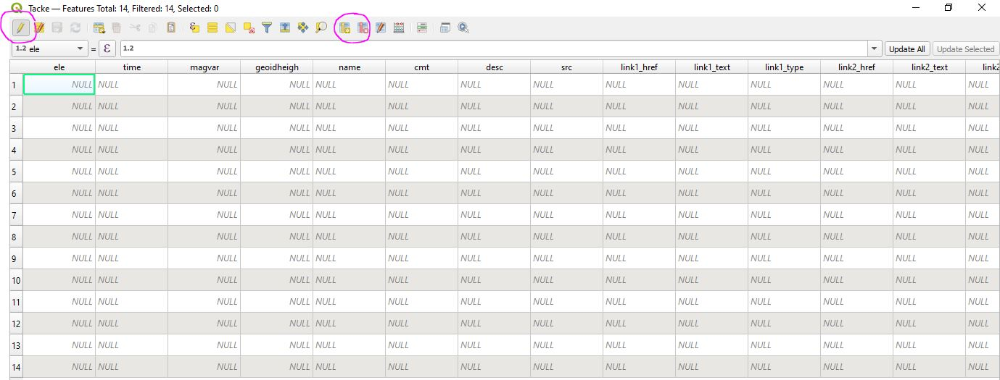 Tacke — Features Total: 14, Filtered: 14, Selected: 0
1.2 ele = ε 1.2 Update All Update Selected
ele time magvar geoidheigh name cmt desc src link1_href link1_text link1_type link2_href link2_text link2
1 NULL NULL NULL NULL NULL NULL NULL NULL NULL NULL NULL NULL NULL NULL
2 NULL NULL NULL NULL NULL NULL NULL NULL NULL NULL NULL NULL NULL NULL
3 NULL NULL NULL NULL NULL NULL NULL NULL NULL NULL NULL NULL NULL NULL
4 NULL NULL NULL NULL NULL NULL NULL NULL NULL NULL NULL NULL NULL NULL
5 NULL NULL NULL NULL NULL NULL NULL NULL NULL NULL NULL NULL NULL NULL
6 NULL NULL NULL NULL NULL NULL NULL NULL NULL NULL NULL NULL NULL NULL
7 NULL NULL NULL NULL NULL NULL NULL NULL NULL NULL NULL NULL NULL NULL
8 NULL NULL NULL NULL NULL NULL NULL NULL NULL NULL NULL NULL NULL NULL
9 NULL NULL NULL NULL NULL NULL NULL NULL NULL NULL NULL NULL NULL NULL
10 NULL NULL NULL NULL NULL NULL NULL NULL NULL NULL NULL NULL NULL NULL
11 NULL NULL NULL NULL NULL NULL NULL NULL NULL NULL NULL NULL NULL NULL
12 NULL NULL NULL NULL NULL NULL NULL NULL NULL NULL NULL NULL NULL NULL
13 NULL NULL NULL NULL NULL NULL NULL NULL NULL NULL NULL NULL NULL NULL
14 NULL NULL NULL NULL NULL NULL NULL NULL NULL NULL NULL NULL NULL NULL